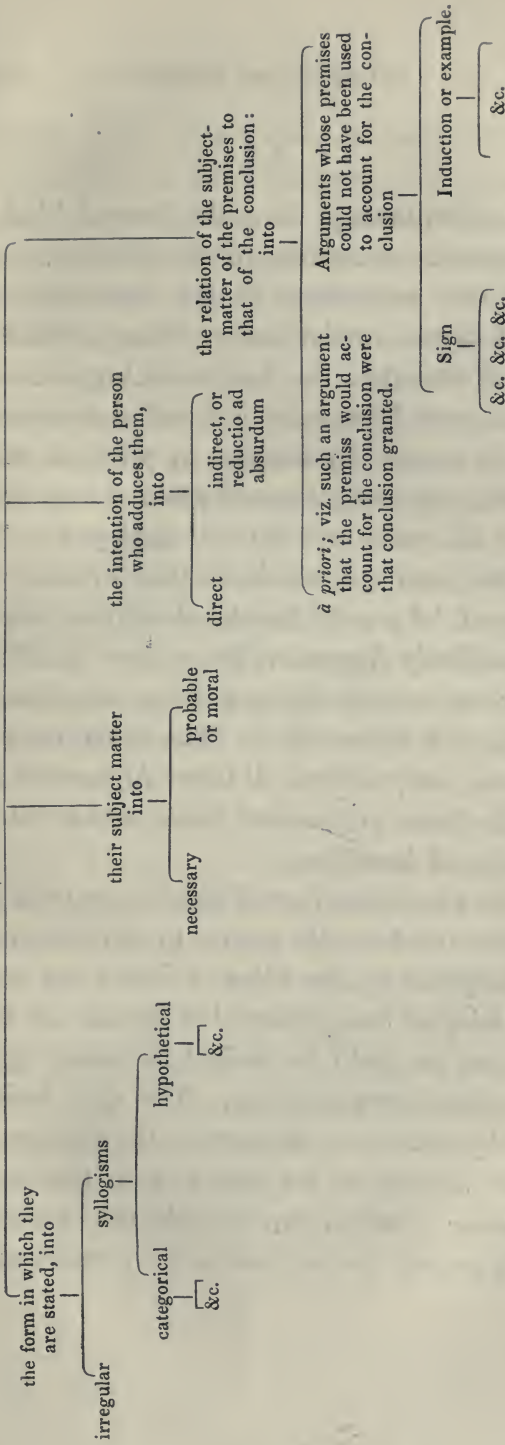 the form in which they
are stated, into
irregular
syllogisms
categorical
&c.
hypothetical
&c.
their subject matter
into
necessary
probable
or moral
the intention of the person
who adduces them,
into
direct
indirect, or
reductio ad
absurdum
the relation of the subject-
matter of the premises to
that of the conclusion:
into
à priori; viz. such an argument
that the premiss would ac-
count for the conclusion were
that conclusion granted.
Arguments whose premises
could not have been used
to account for the con-
clusion
Sign
&c. &c. &c.
Induction or example.
&c.